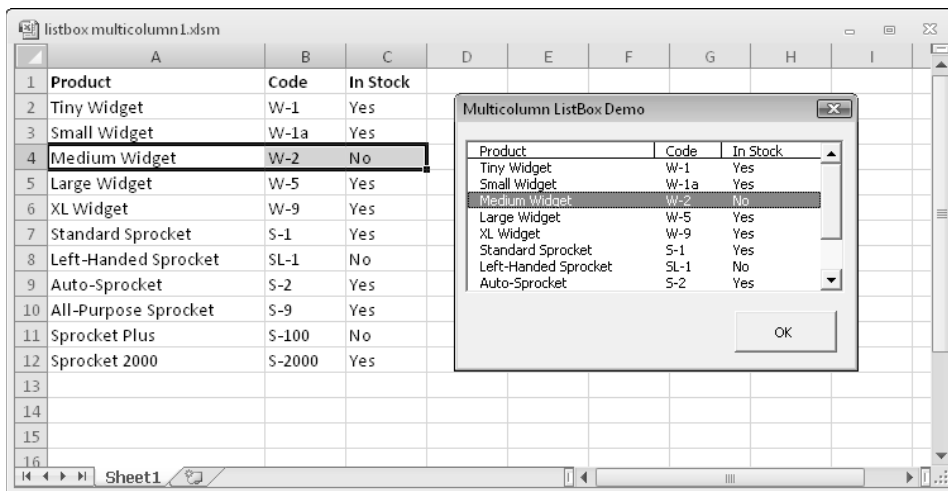 listbox multicolumn1.xlsm
A B C D E F G H I
1 Product Code In Stock
2 Tiny Widget W-1 Yes
3 Small Widget W-1a Yes
4 Medium Widget W-2 No
5 Large Widget W-5 Yes
6 XL Widget W-9 Yes
7 Standard Sprocket S-1 Yes
8 Left-Handed Sprocket SL-1 No
9 Auto-Sprocket S-2 Yes
10 All-Purpose Sprocket S-9 Yes
11 Sprocket Plus S-100 No
12 Sprocket 2000 S-2000 Yes
13
14
15
16
Sheet1
Multicolumn ListBox Demo
Product Code In Stock
Tiny Widget W-1 Yes
Small Widget W-1a Yes
Medium Widget W-2 No
Large Widget W-5 Yes
XL Widget W-9 Yes
Standard Sprocket S-1 Yes
Left-Handed Sprocket SL-1 No
Auto-Sprocket S-2 Yes
OK